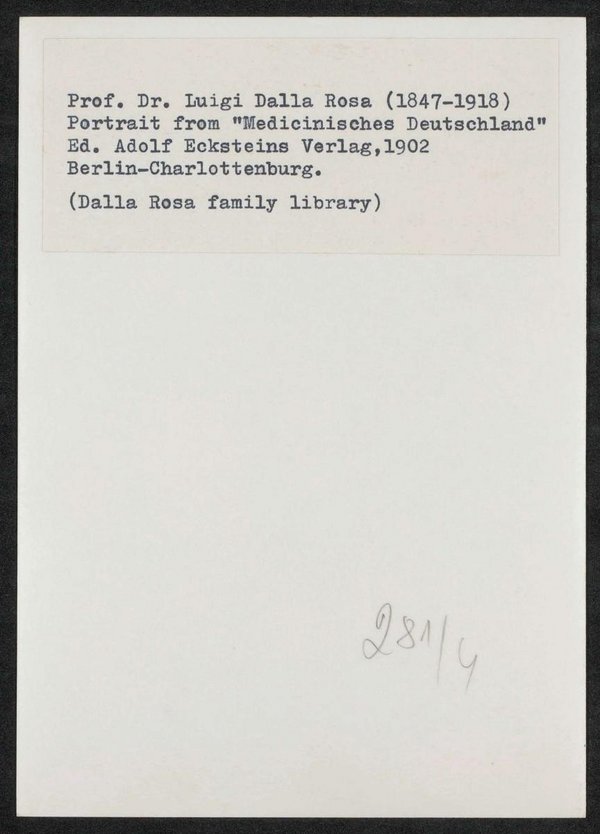 Prof. Dr. Luigi Dalla Rosa (1847-1918)
Portrait from "Medicinisches Deutschland"
Ed. Adolf Ecksteins Verlag,1902
Berlin-Charlottenburg.
(Dalla Rosa family library)
281/4